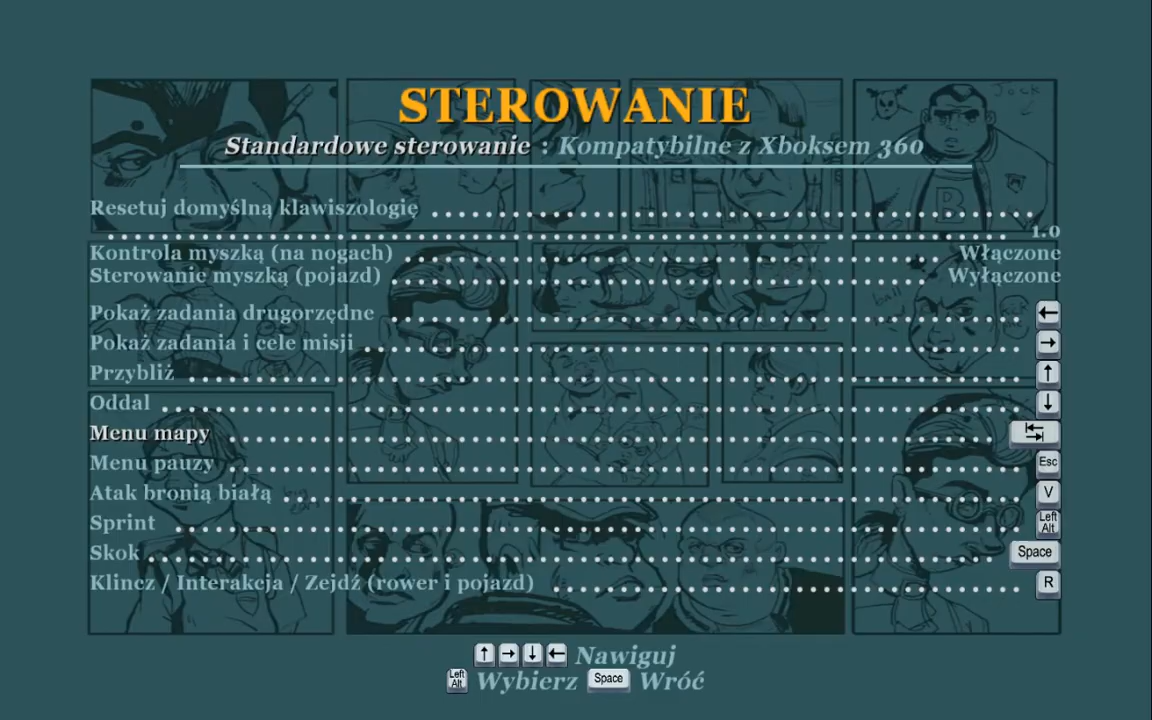 STEROWANIE
Standardowe sterowanie : Kompatybilne z Xboksem 360
Resetuj domyślną klawiszologię
1.0
Kontrola myszką (na nogach) Włączone
Sterowanie myszką (pojazd) Wyłączone
Pokaż zadania drugorzędne ←
Pokaż zadania i cele misji →
Przybliż ↑
Oddal ↓
Menu mapy
Menu pauzy Esc
Atak bronią białą V
Sprint Left Alt
Skok Space
Klincz / Interakcja / Zejdź (rower i pojazd) R
↑ → ↓ ← Nawiguj
Left Alt Wybierz Space Wróć